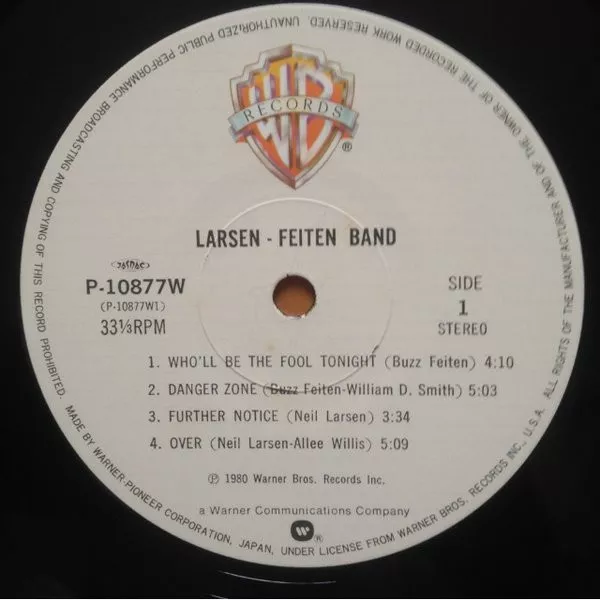 UNAUTHORIZED PUBLIC PERFORMANCE BROADCASTING AND COPYING OF THIS RECORD PROHIBITED.
ALL RIGHTS OF THE MANUFACTURER AND OF THE OWNER OF THE RECORDED WORK RESERVED.
WB
RECORDS
®
LARSEN - FEITEN BAND
P-10877W
(P-10877W1)
33⅓RPM
SIDE
1
STEREO
1. WHO'LL BE THE FOOL TONIGHT (Buzz Feiten) 4:10
2. DANGER ZONE (Buzz Feiten-William D. Smith) 5:03
3. FURTHER NOTICE (Neil Larsen) 3:34
4. OVER (Neil Larsen-Allee Willis) 5:09
℗ 1980 Warner Bros. Records Inc.
a Warner Communications Company
®
MADE BY WARNER-PIONEER CORPORATION, JAPAN, UNDER LICENSE FROM WARNER BROS. RECORDS INC., U.S.A.